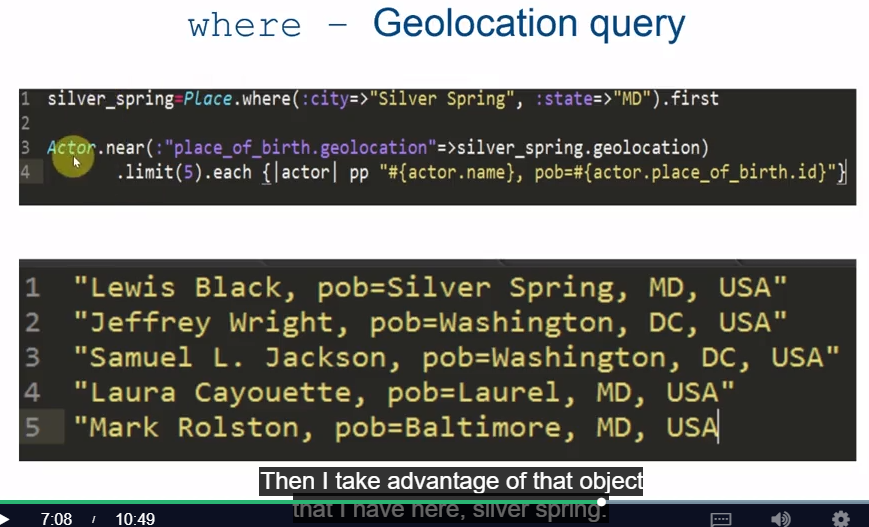 where – Geolocation query
1 silver_spring=Place.where(:city=>"Silver Spring", :state=>"MD").first
2
3 Actor.near(:"place_of_birth.geolocation"=>silver_spring.geolocation)
4 .limit(5).each {|actor| pp "#{actor.name}, pob=#{actor.place_of_birth.id}"}
1 "Lewis Black, pob=Silver Spring, MD, USA"
2 "Jeffrey Wright, pob=Washington, DC, USA"
3 "Samuel L. Jackson, pob=Washington, DC, USA"
4 "Laura Cayouette, pob=Laurel, MD, USA"
5 "Mark Rolston, pob=Baltimore, MD, USA
Then I take advantage of that object
that I have here, silver spring.
7:08 / 10:49